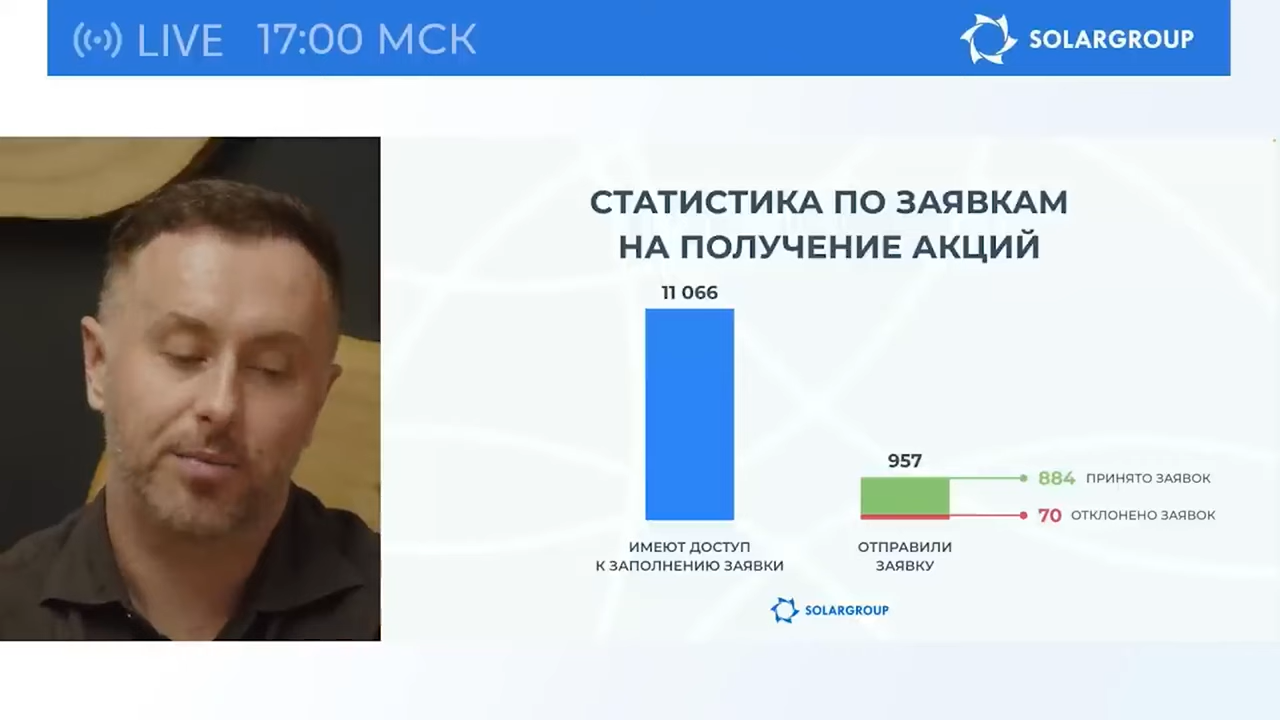 LIVE 17:00 МСК
SOLARGROUP
СТАТИСТИКА ПО ЗАЯВКАМ
НА ПОЛУЧЕНИЕ АКЦИЙ
11 066
957
884 ПРИНЯТО ЗАЯВОК
70 ОТКЛОНЕНО ЗАЯВОК
ИМЕЮТ ДОСТУП
К ЗАПОЛНЕНИЮ ЗАЯВКИ
ОТПРАВИЛИ
ЗАЯВКУ
SOLARGROUP